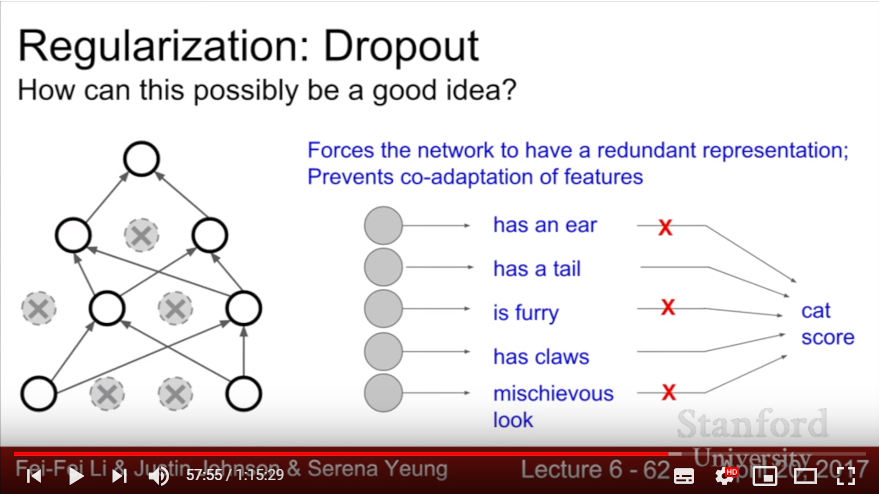 Regularization: Dropout
How can this possibly be a good idea?
Forces the network to have a redundant representation;
Prevents co-adaptation of features
has an ear
X
has a tail
is furry
X
cat
score
has claws
mischievous
look
X
Stanford
University
Fei-Fei Li & Justin Johnson & Serena Yeung
57:55 / 1:15:29
Lecture 6 - 62
HD
2017